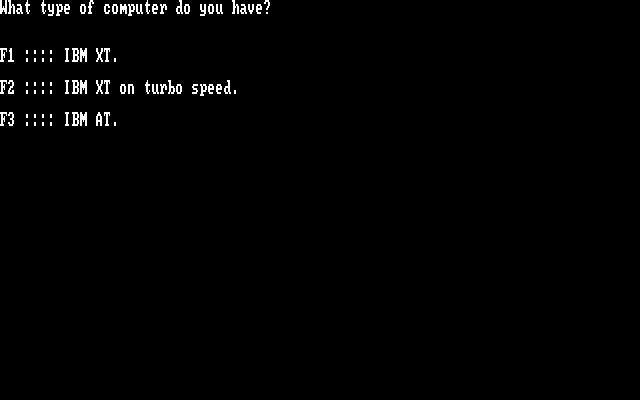 What type of computer do you have?
F1 :::: IBM XT.
F2 :::: IBM XT on turbo speed.
F3 :::: IBM AT.